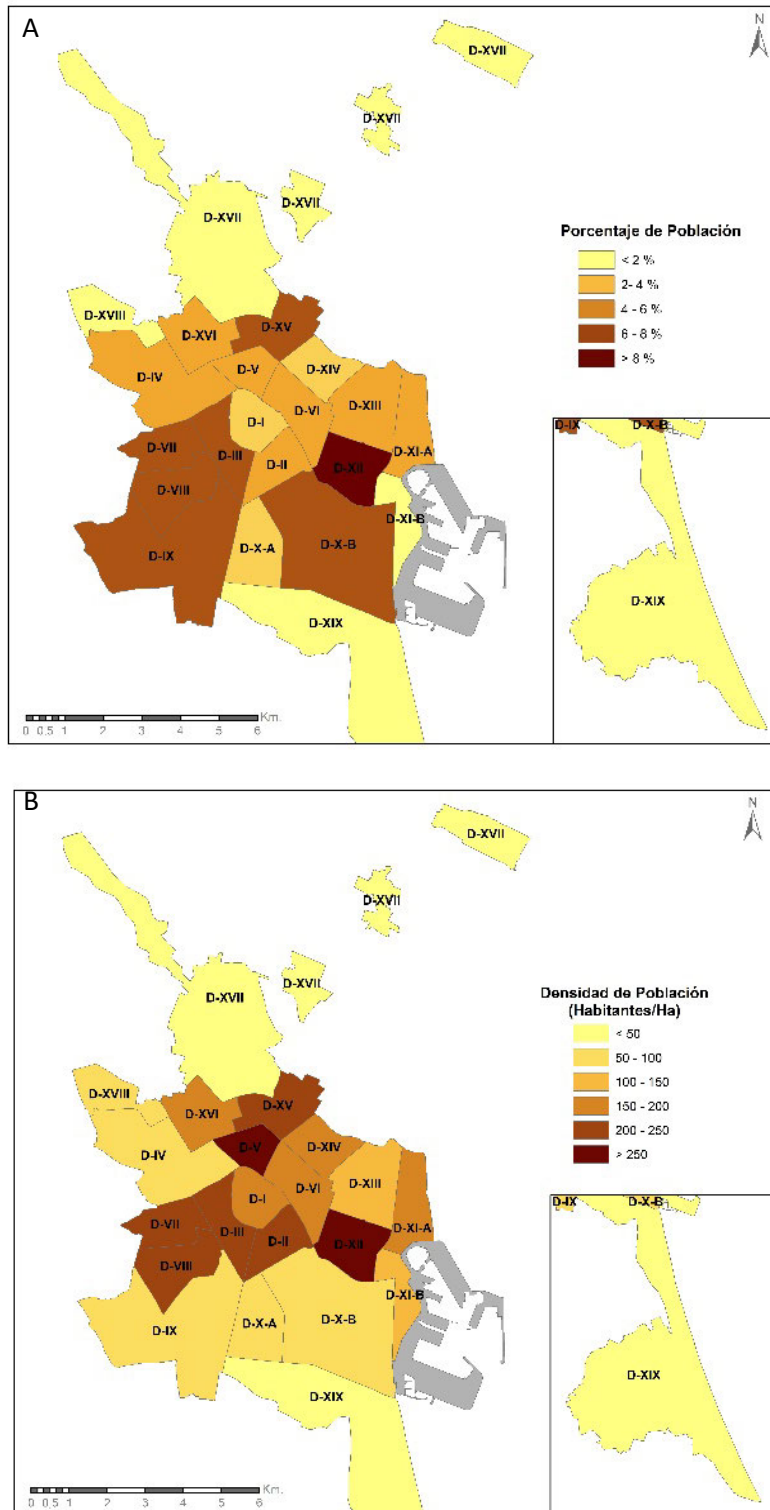 A
N
D-XVII
D-XVII
D-XVII
D-XVII
Porcentaje de Población
< 2 %
2- 4 %
4 - 6 %
6 - 8 %
> 8 %
D-XVIII
D-XVI
D-XV
D-IV
D-V
D-XIV
D-I
D-VI
D-XIII
D-VII
D-III
D-II
D-XII
D-XI-A
D-VIII
D-XI-B
D-IX
D-X-A
D-X-B
D-XIX
D-IX
D-X-B
D-XIX
0 0.5 1 2 3 4 5 6 Km.
B
N
D-XVII
D-XVII
D-XVII
D-XVII
Densidad de Población
(Habitantes/Ha)
< 50
50 - 100
100 - 150
150 - 200
200 - 250
> 250
D-XVIII
D-XVI
D-XV
D-IV
D-V
D-XIV
D-I
D-VI
D-XIII
D-VII
D-III
D-II
D-XII
D-XI-A
D-VIII
D-XI-B
D-IX
D-X-A
D-X-B
D-XIX
D-IX
D-X-B
D-XIX
0 0.5 1 2 3 4 5 6 Km.